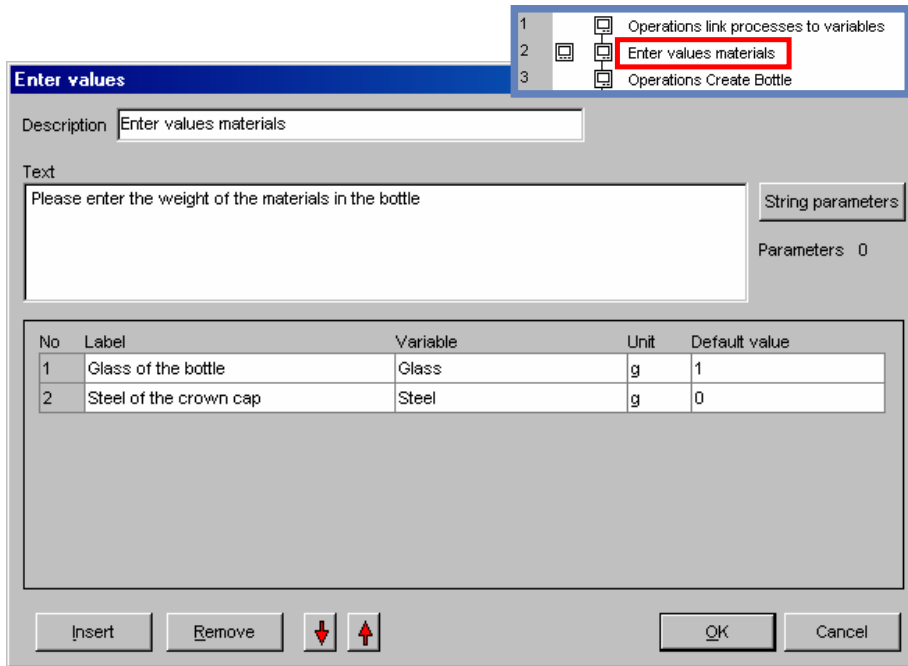 1 Operations link processes to variables
2 Enter values materials
3 Operations Create Bottle
Enter values
Description Enter values materials
Text
Please enter the weight of the materials in the bottle
String parameters
Parameters 0
No Label Variable Unit Default value
1 Glass of the bottle Glass g 1
2 Steel of the crown cap Steel g 0
Insert Remove OK Cancel